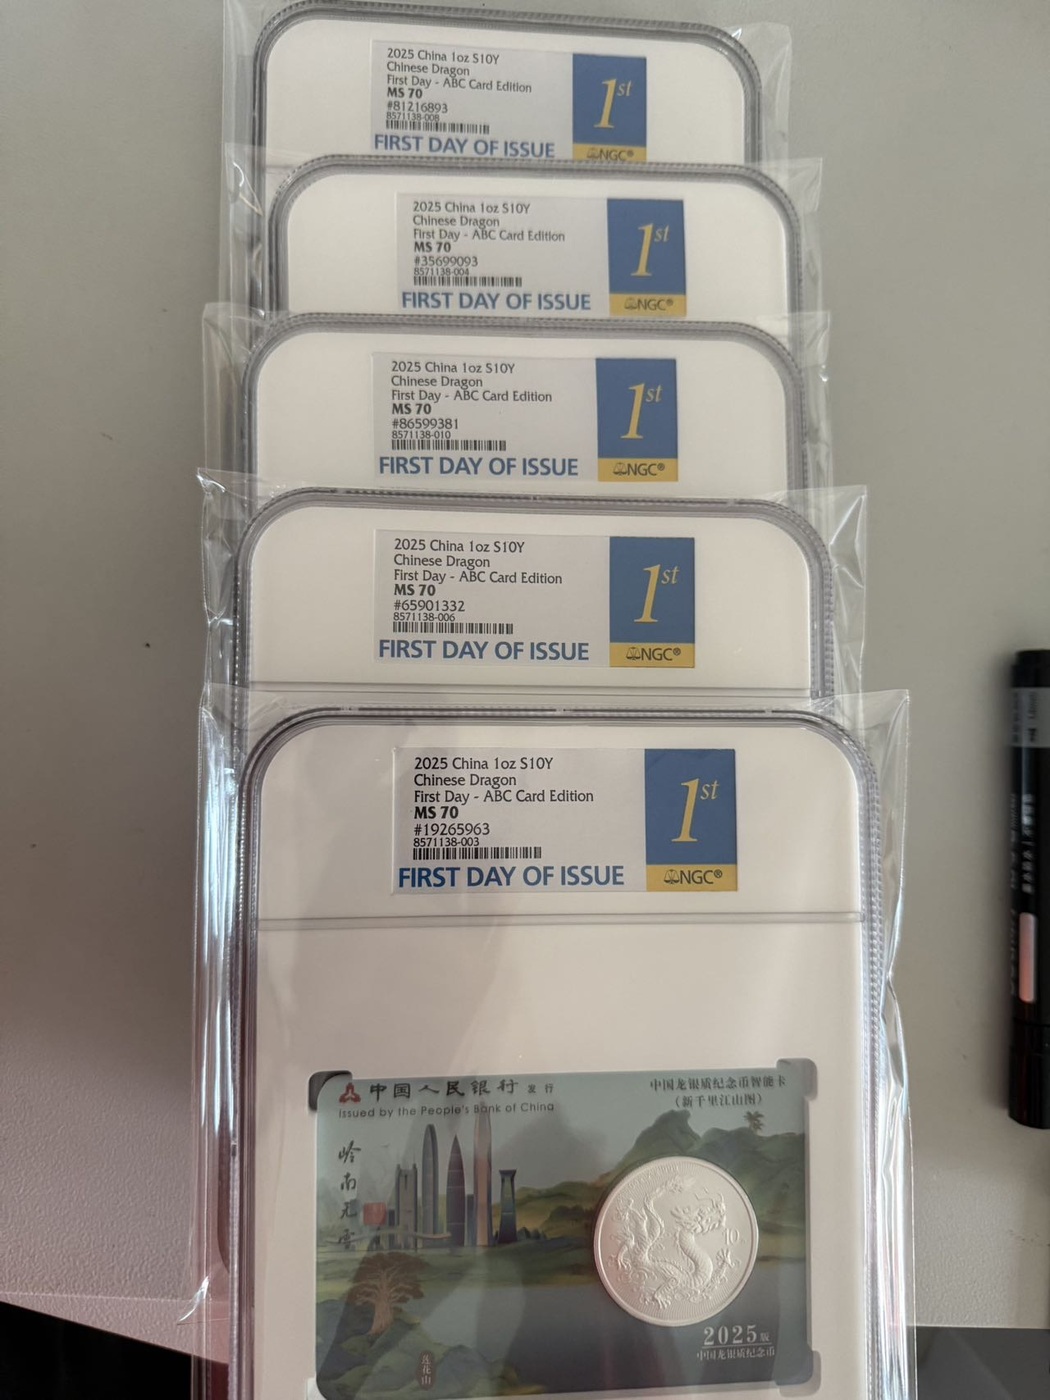 2025 China 1oz S10Y
Chinese Dragon
First Day - ABC Card Edition
MS 70
#81216893
8571138-008
FIRST DAY OF ISSUE
1st
NGC®
2025 China 1oz S10Y
Chinese Dragon
First Day - ABC Card Edition
MS 70
#35699093
8571138-004
FIRST DAY OF ISSUE
1st
NGC®
2025 China 1oz S10Y
Chinese Dragon
First Day - ABC Card Edition
MS 70
#86599381
8571138-010
FIRST DAY OF ISSUE
1st
NGC®
2025 China 1oz S10Y
Chinese Dragon
First Day - ABC Card Edition
MS 70
#65901332
8571138-006
FIRST DAY OF ISSUE
1st
NGC®
2025 China 1oz S10Y
Chinese Dragon
First Day - ABC Card Edition
MS 70
#19265963
8571138-003
FIRST DAY OF ISSUE
1st
NGC®
中国人民银行 发行
Issued by the People's Bank of China
中国龙银质纪念币智能卡
（新千里江山图）
岭南
10
2025版
中国龙银质纪念币
莲花山